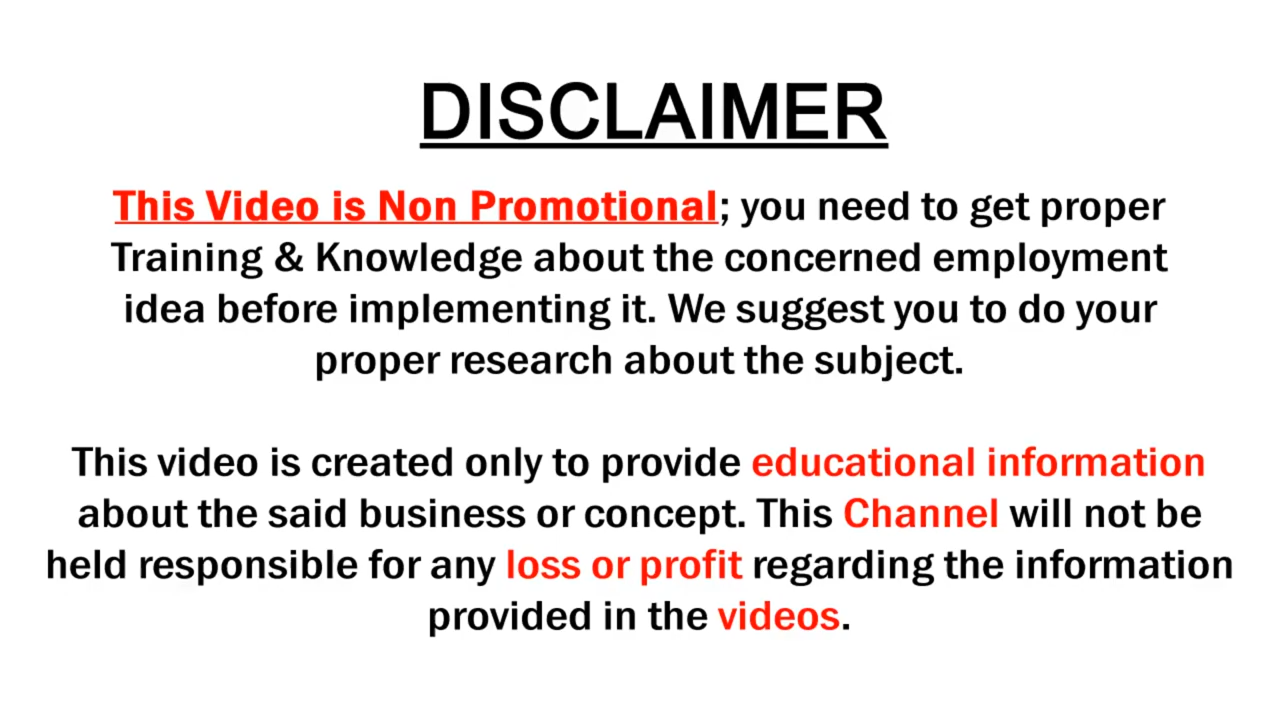 DISCLAIMER
This Video is Non Promotional; you need to get proper
Training & Knowledge about the concerned employment
idea before implementing it. We suggest you to do your
proper research about the subject.
This video is created only to provide educational information
about the said business or concept. This Channel will not be
held responsible for any loss or profit regarding the information
provided in the videos.